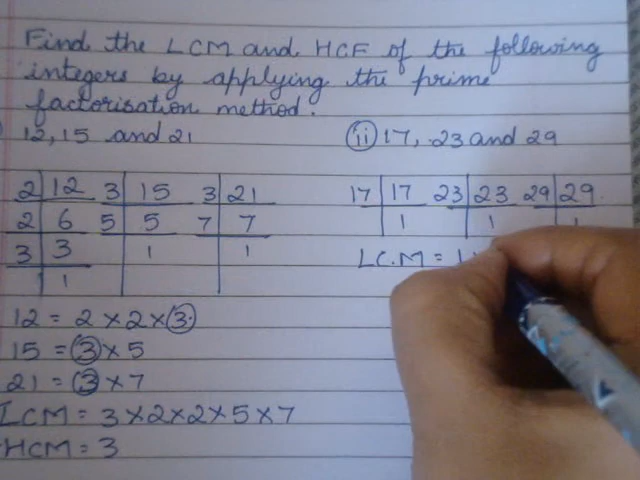 Find the LCM and HCF of the following
integers by applying the prime
factorisation method.
12, 15 and 21
(ii) 17, 23 and 29
2 | 12 3 | 15 3 | 21
2 | 6 5 | 5 7 | 7
3 | 3 | 1 | 1
| 1
17 | 17 23 | 23 29 | 29
| 1 | 1 | 1
LC.M = 1
12 = 2 × 2 × 3
15 = 3 × 5
21 = 3 × 7
LCM = 3 × 2 × 2 × 5 × 7
HCM = 3